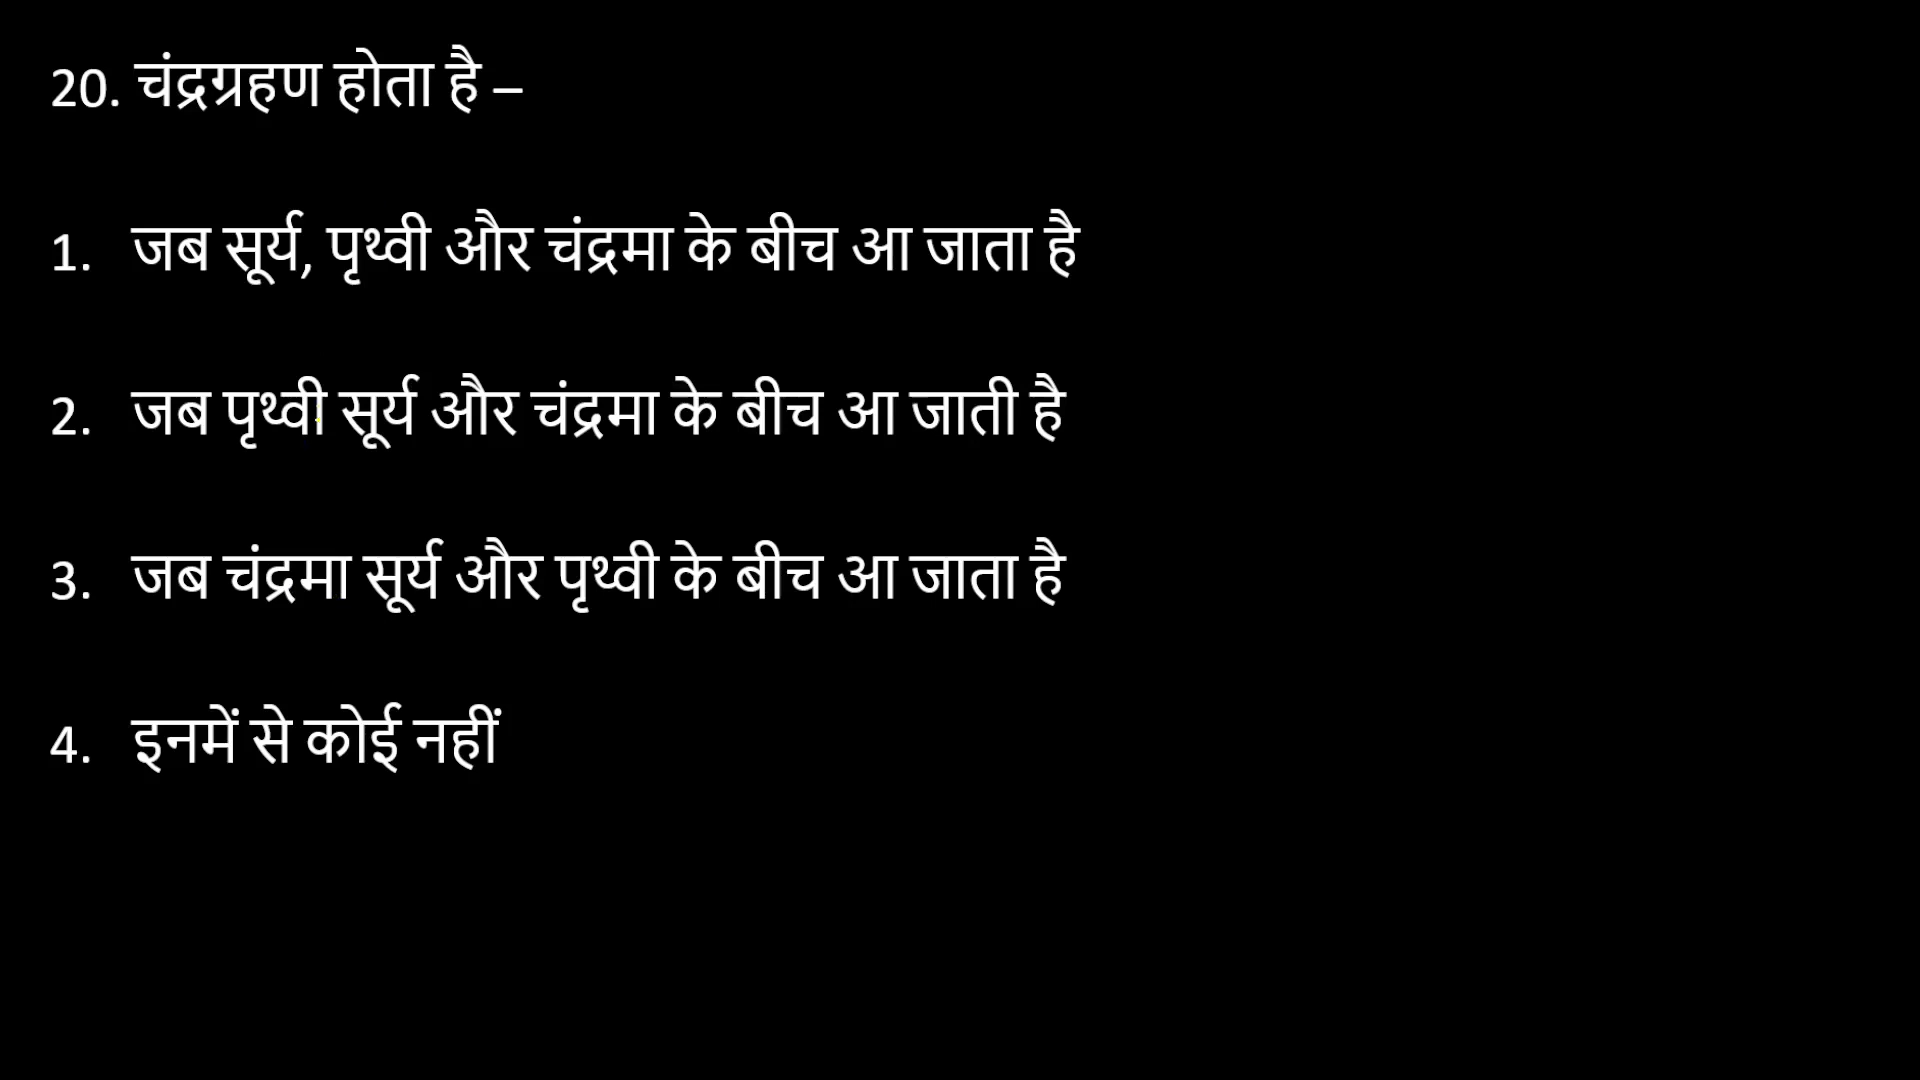 20. चंद्रग्रहण होता है –
1. जब सूर्य, पृथ्वी और चंद्रमा के बीच आ जाता है
2. जब पृथ्वी सूर्य और चंद्रमा के बीच आ जाती है
3. जब चंद्रमा सूर्य और पृथ्वी के बीच आ जाता है
4. इनमें से कोई नहीं